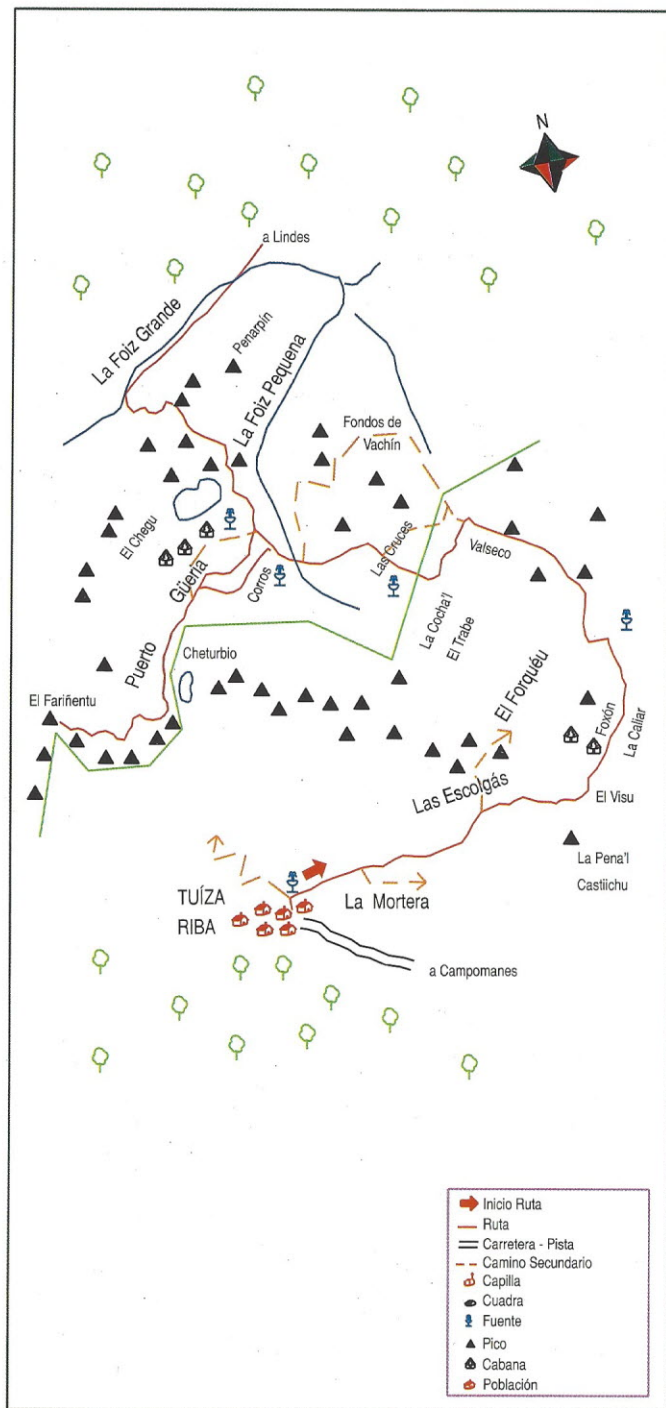 N
a Lindes
La Foiz Grande
Penarpín
La Foiz Pequena
Fondos de
Vachín
El Chegu
Güeria
Corros
Las Cruces
Valseco
La Cocha'l
El Trabe
Puerto
Cheturbio
El Fariñentu
El Forquéu
Foxón
La Caliar
Las Escolgás
El Visu
La Pena'l
Castiichu
TUÍZA
RIBA
La Mortera
a Campomanes
Inicio Ruta
Ruta
Carretera - Pista
Camino Secundario
Capilla
Cuadra
Fuente
Pico
Cabana
Población